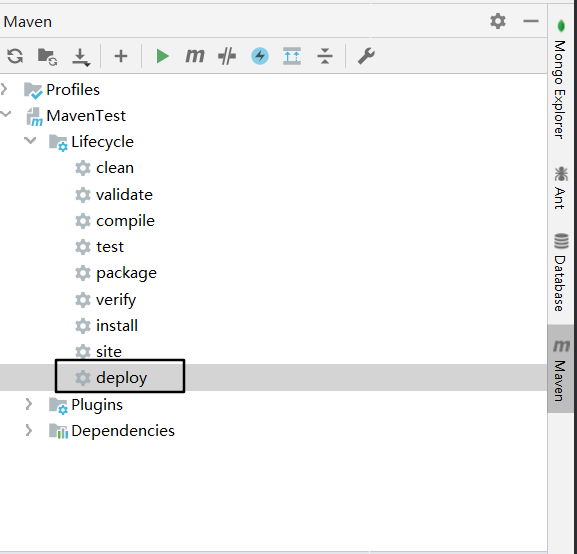 Maven
Profiles
MavenTest
Lifecycle
clean
validate
compile
test
package
verify
install
site
deploy
Plugins
Dependencies
Mongo Explorer
Ant
Database
Maven